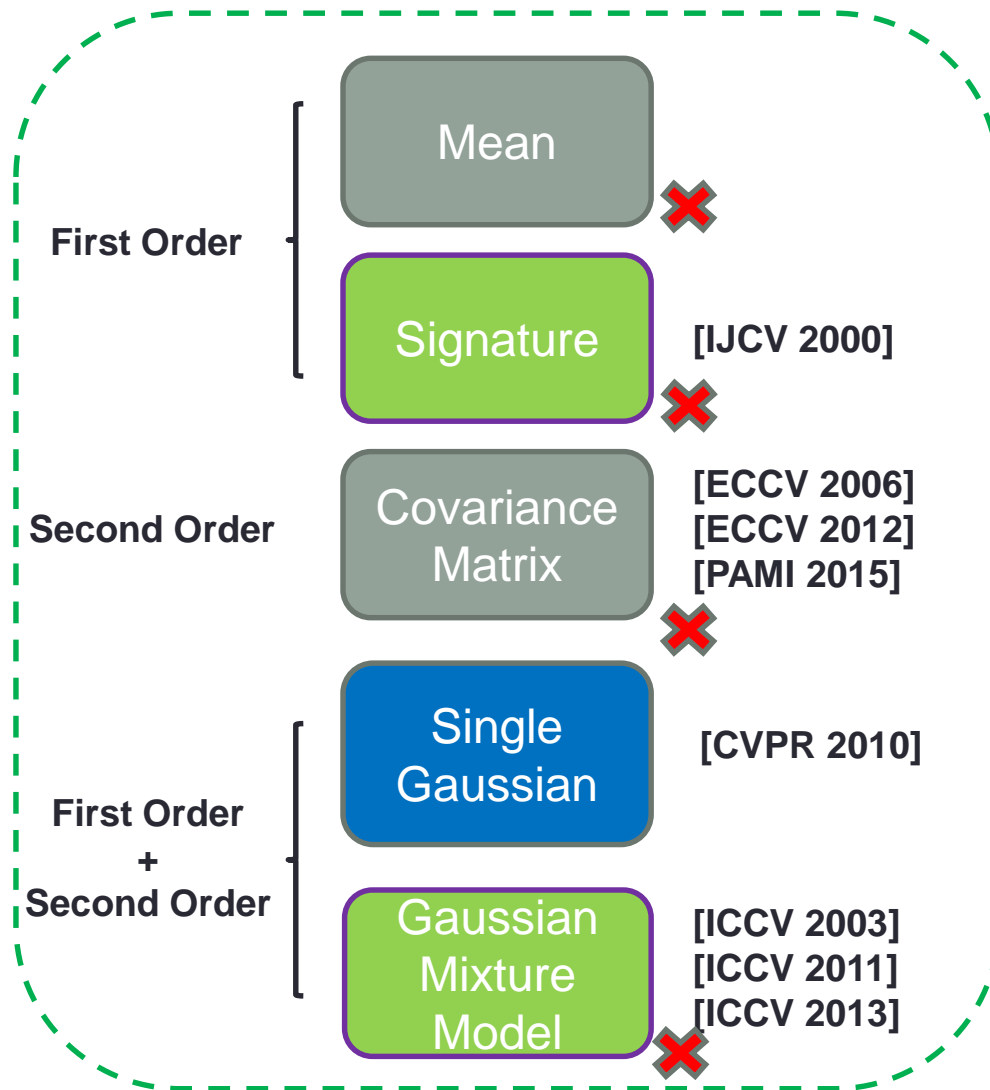 Mean
First Order
Signature
[IJCV 2000]
Second Order
Covariance
Matrix
[ECCV 2006]
[ECCV 2012]
[PAMI 2015]
Single
Gaussian
[CVPR 2010]
First Order
+
Second Order
Gaussian
Mixture
Model
[ICCV 2003]
[ICCV 2011]
[ICCV 2013]